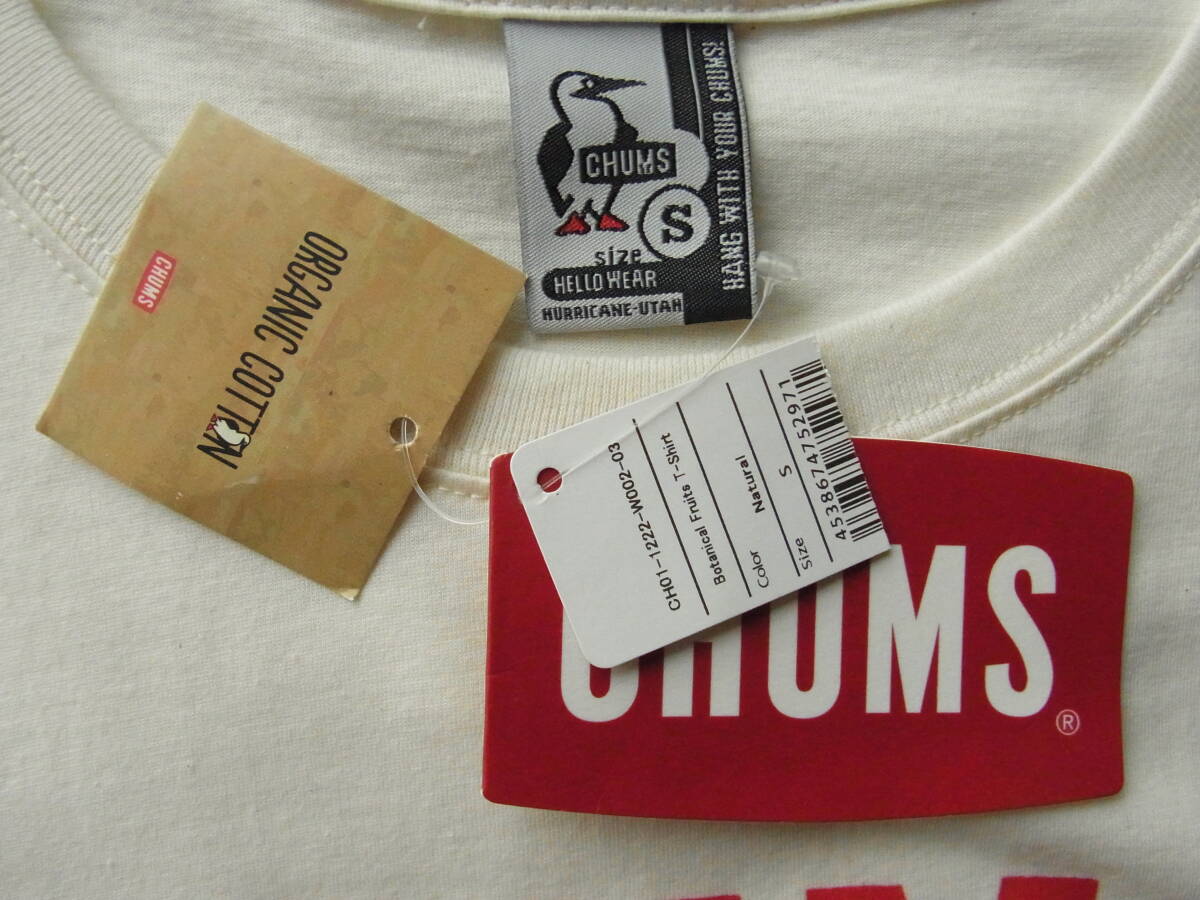 CHUMS
S
size
HELLO WEAR
HURRICANE-UTAH
HANG WITH YOUR CHUMS!
CHUMS
ORGANIC COTTON
CH01-1222-W002-03
Botanical Fruits T-Shirt
Color Natural
Size S
4538674752971
CHUMS
®